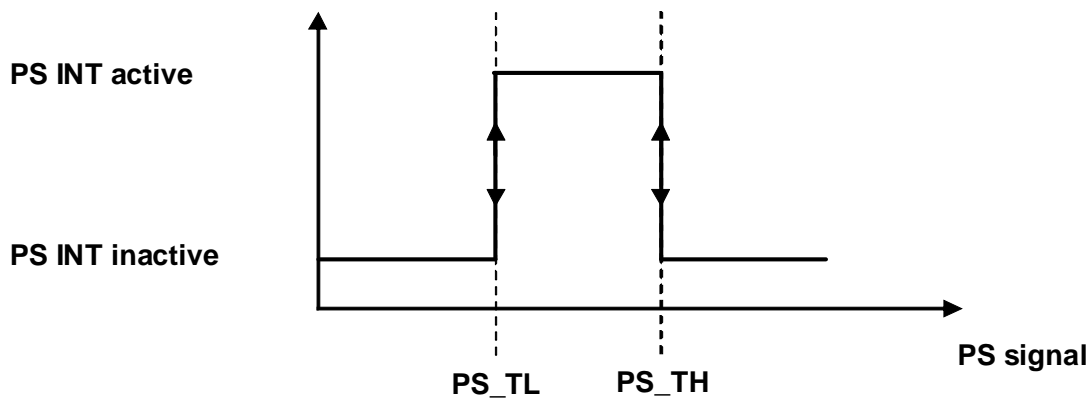 PS INT active
PS INT inactive
PS signal
PS_TL
PS_TH